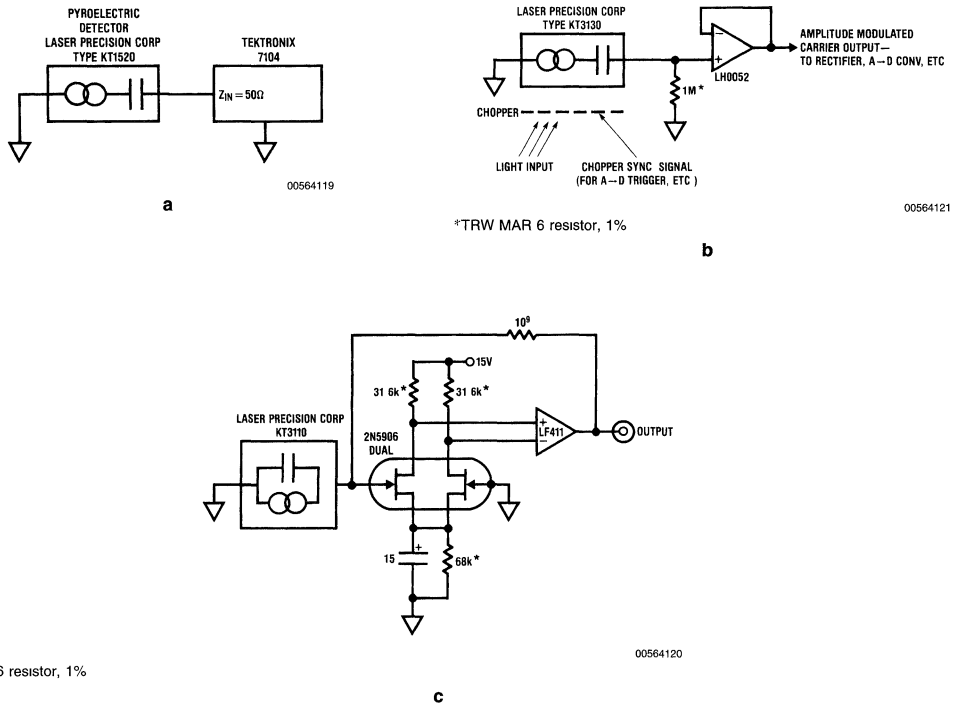 PYROELECTRIC
DETECTOR
LASER PRECISION CORP
TYPE KT1520
TEKTRONIX
7104
ZIN = 50Ω
00564119
a
LASER PRECISION CORP
TYPE KT3130
−
+
LH0052
AMPLITUDE MODULATED
CARRIER OUTPUT—
TO RECTIFIER, A→D CONV, ETC
1M*
CHOPPER
LIGHT INPUT
CHOPPER SYNC SIGNAL
(FOR A→D TRIGGER, ETC )
00564121
*TRW MAR 6 resistor, 1%
b
10⁹
15V
31 6k*
31 6k*
LASER PRECISION CORP
KT3110
2N5906
DUAL
+
−
LF411
OUTPUT
15
+
68k*
00564120
6 resistor, 1%
c